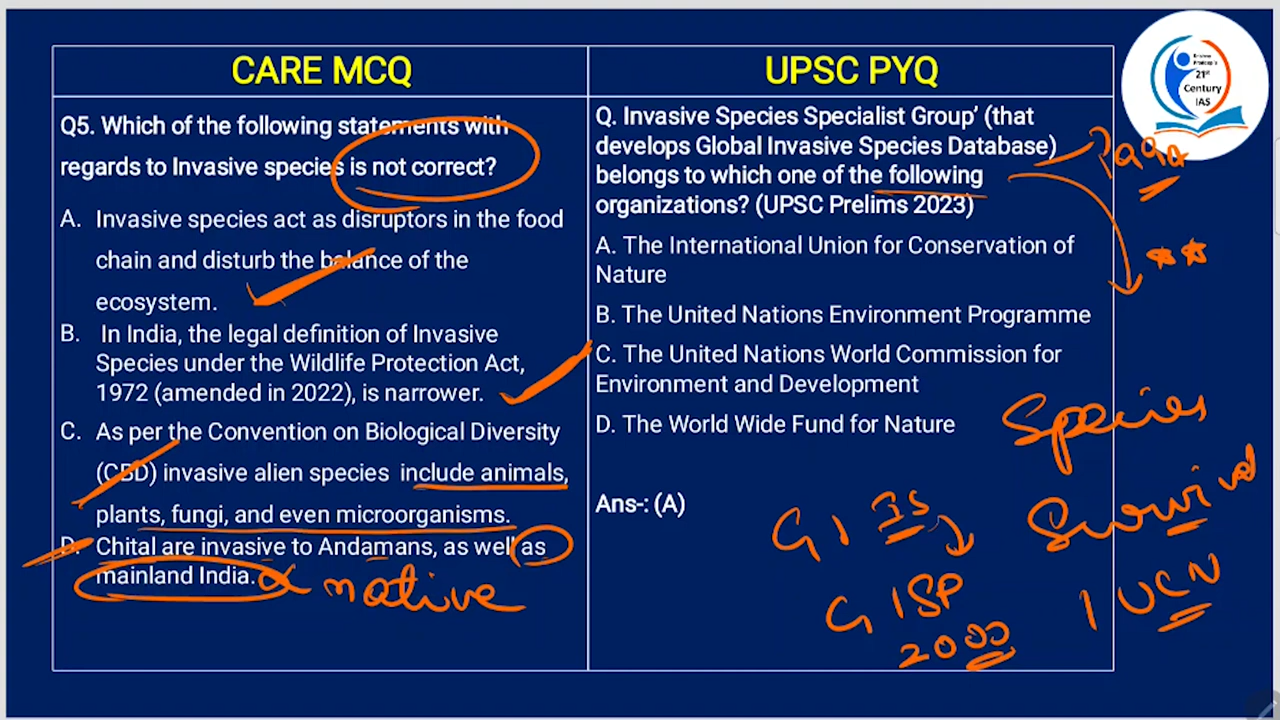 CARE MCQ
Q5. Which of the following statements with
regards to Invasive species is not correct?
A. Invasive species act as disruptors in the food
chain and disturb the balance of the
ecosystem.
B. In India, the legal definition of Invasive
Species under the Wildlife Protection Act,
1972 (amended in 2022), is narrower.
C. As per the Convention on Biological Diversity
(CBD) invasive alien species include animals,
plants, fungi, and even microorganisms.
D. Chital are invasive to Andamans, as well as
mainland India.
native
UPSC PYQ
Q. Invasive Species Specialist Group' (that
develops Global Invasive Species Database)
belongs to which one of the following
organizations? (UPSC Prelims 2023)
A. The International Union for Conservation of
Nature
B. The United Nations Environment Programme
C. The United Nations World Commission for
Environment and Development
D. The World Wide Fund for Nature
Ans-: (A)
GISP
2000
Species
Survival
IUCN
21st
Century
IAS